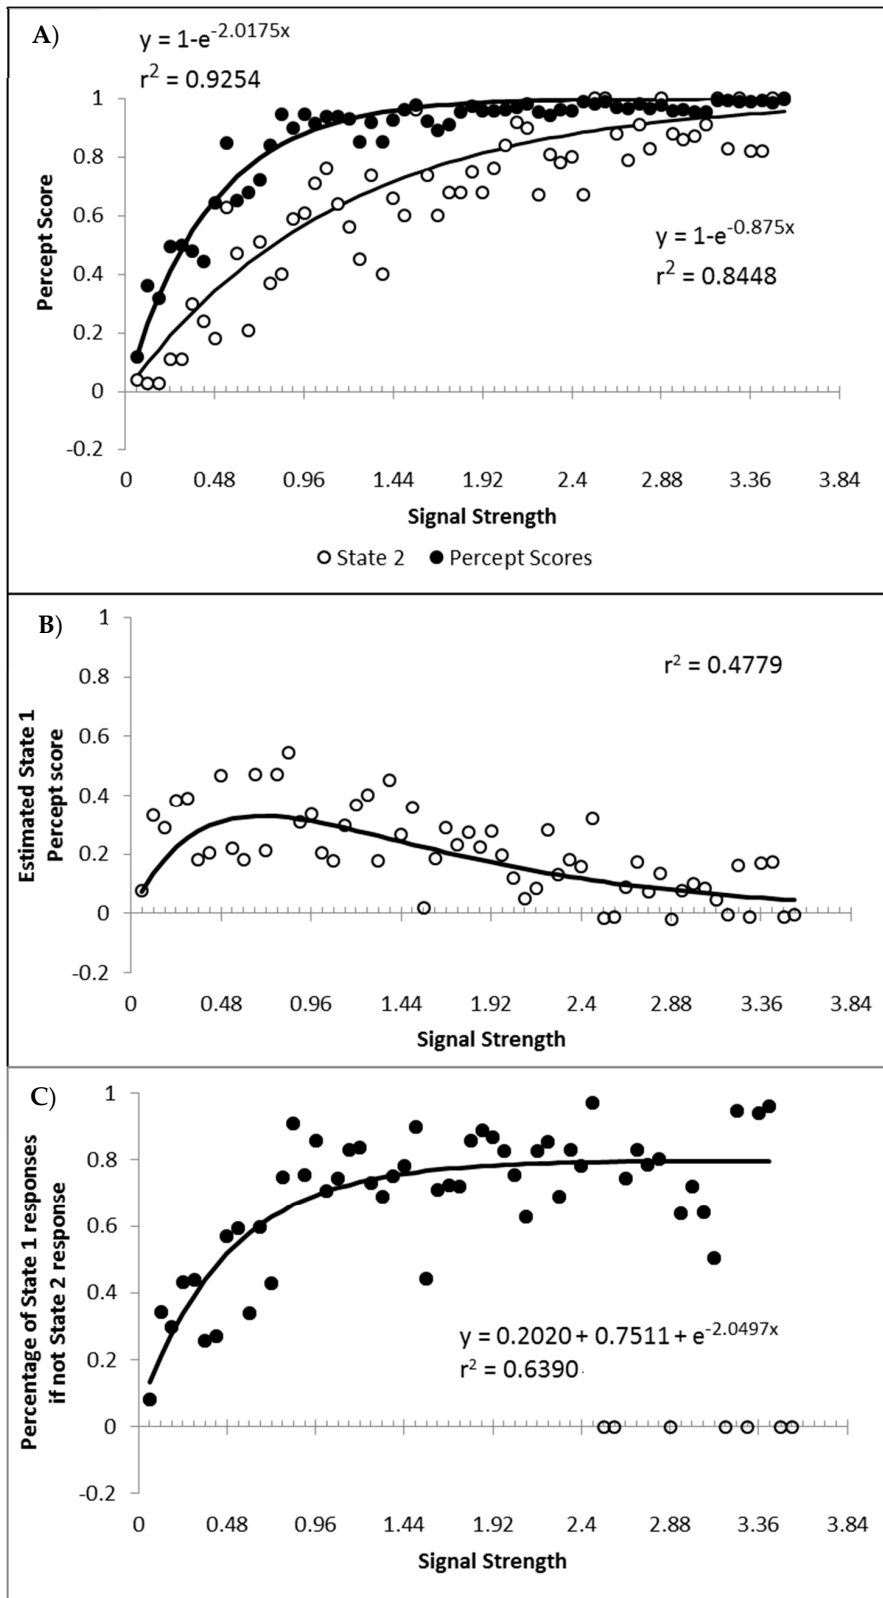 A)
y = 1-e^-2.0175x
r² = 0.9254
1
0.8
0.6
0.4
0.2
0
-0.2
Percept Score
y = 1-e^-0.875x
r² = 0.8448
0 0.48 0.96 1.44 1.92 2.4 2.88 3.36 3.84
Signal Strength
State 2 Percept Scores
B)
1
0.8
0.6
0.4
0.2
0
-0.2
Estimated State 1
Percept score
r² = 0.4779
0 0.48 0.96 1.44 1.92 2.4 2.88 3.36 3.84
Signal Strength
C)
1
0.8
0.6
0.4
0.2
0
-0.2
Percentage of State 1 responses
if not State 2 response
y = 0.2020 + 0.7511 + e^-2.0497x
r² = 0.6390
0 0.48 0.96 1.44 1.92 2.4 2.88 3.36 3.84
Signal Strength